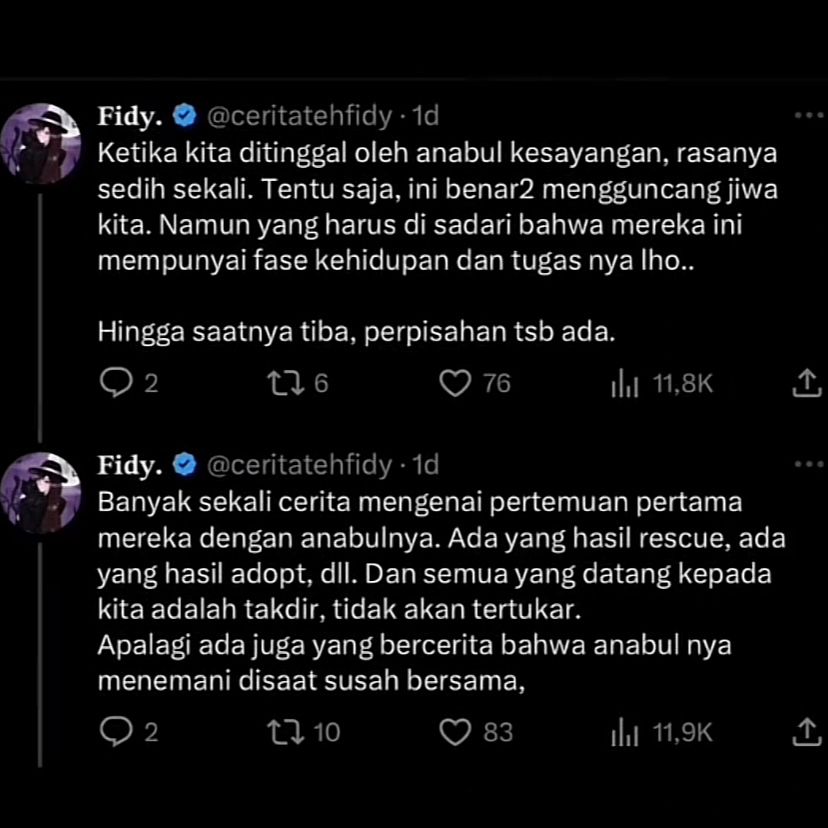 Fidy. @ceritatehfidy · 1d
Ketika kita ditinggal oleh anabul kesayangan, rasanya
sedih sekali. Tentu saja, ini benar2 mengguncang jiwa
kita. Namun yang harus di sadari bahwa mereka ini
mempunyai fase kehidupan dan tugas nya lho..
Hingga saatnya tiba, perpisahan tsb ada.
2 6 76 11,8K
Fidy. @ceritatehfidy · 1d
Banyak sekali cerita mengenai pertemuan pertama
mereka dengan anabulnya. Ada yang hasil rescue, ada
yang hasil adopt, dll. Dan semua yang datang kepada
kita adalah takdir, tidak akan tertukar.
Apalagi ada juga yang bercerita bahwa anabul nya
menemani disaat susah bersama,
2 10 83 11,9K